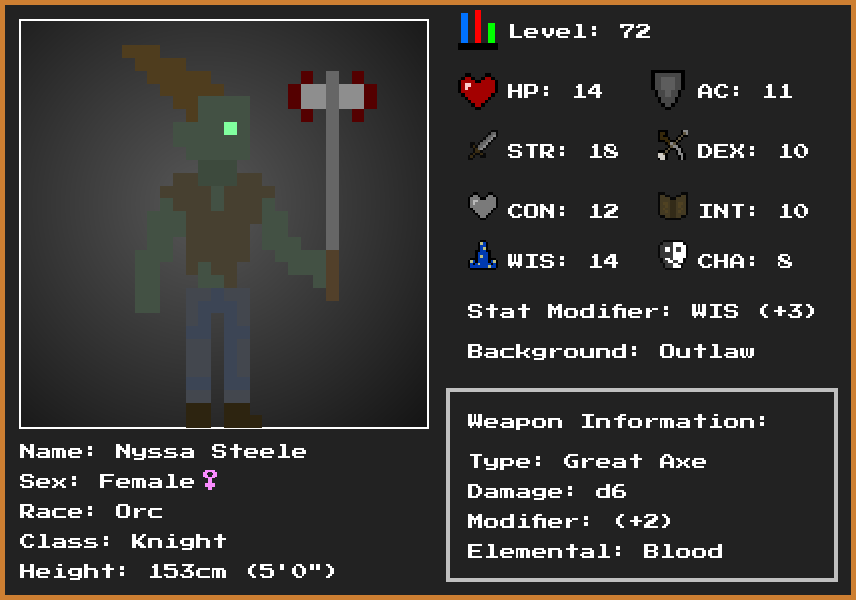 Level: 72
HP: 14 AC: 11
STR: 18 DEX: 10
CON: 12 INT: 10
WIS: 14 CHA: 8
Stat Modifier: WIS (+3)
Background: Outlaw
Weapon Information:
Type: Great Axe
Damage: d6
Modifier: (+2)
Elemental: Blood
Name: Nyssa Steele
Sex: Female♀
Race: Orc
Class: Knight
Height: 153cm (5'0")